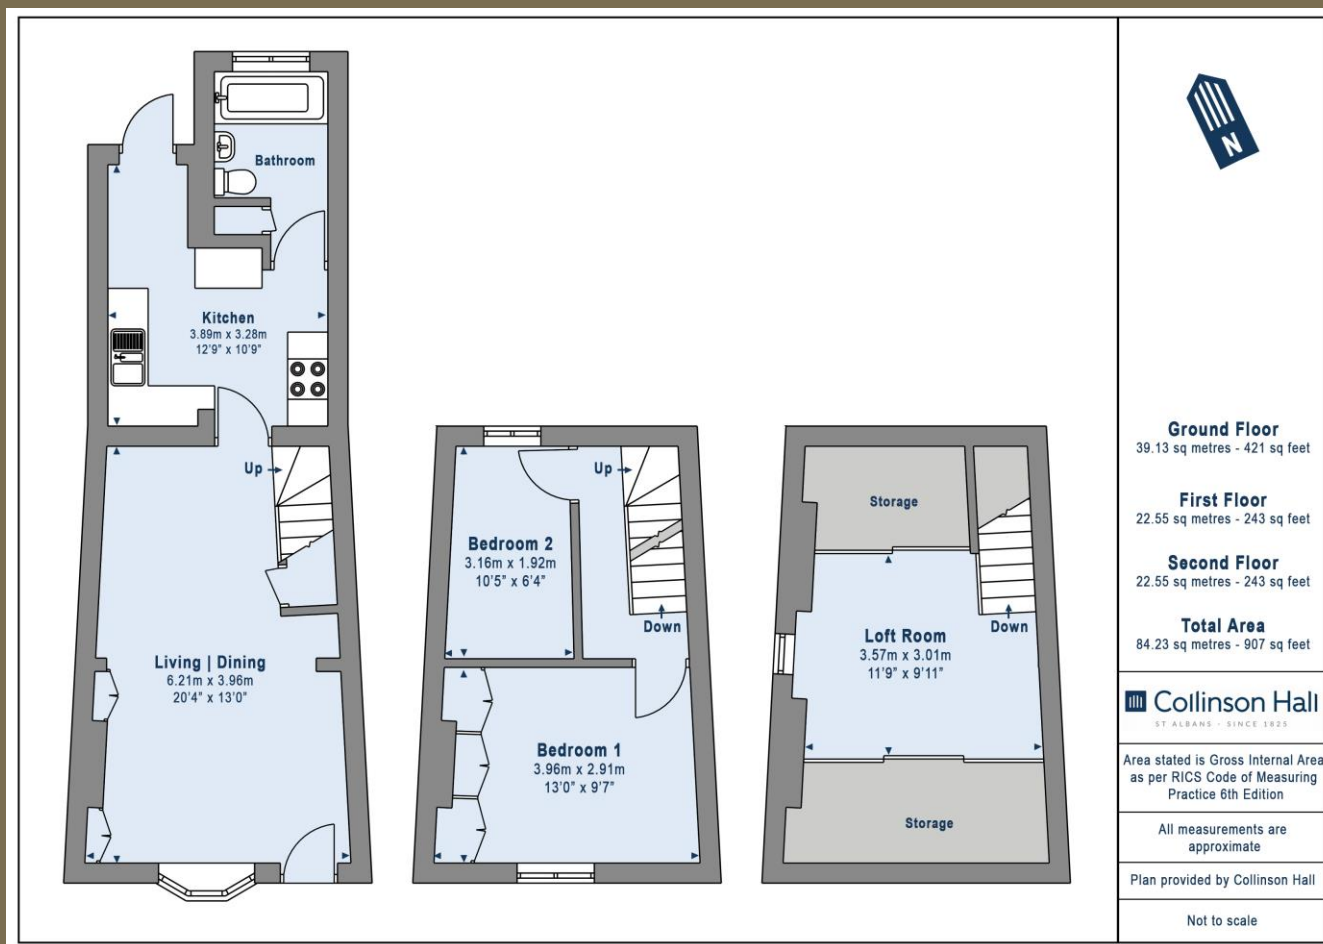 Bathroom
Kitchen
3.89m x 3.28m
12'9" x 10'9"
Up
Living | Dining
6.21m x 3.96m
20'4" x 13'0"
Up
Bedroom 2
3.16m x 1.92m
10'5" x 6'4"
Down
Bedroom 1
3.96m x 2.91m
13'0" x 9'7"
Storage
Loft Room
3.57m x 3.01m
11'9" x 9'11"
Down
Storage
N
Ground Floor
39.13 sq metres - 421 sq feet
First Floor
22.55 sq metres - 243 sq feet
Second Floor
22.55 sq metres - 243 sq feet
Total Area
84.23 sq metres - 907 sq feet
Collinson Hall
ST ALBANS - SINCE 1825
Area stated is Gross Internal Area
as per RICS Code of Measuring
Practice 6th Edition
All measurements are
approximate
Plan provided by Collinson Hall
Not to scale